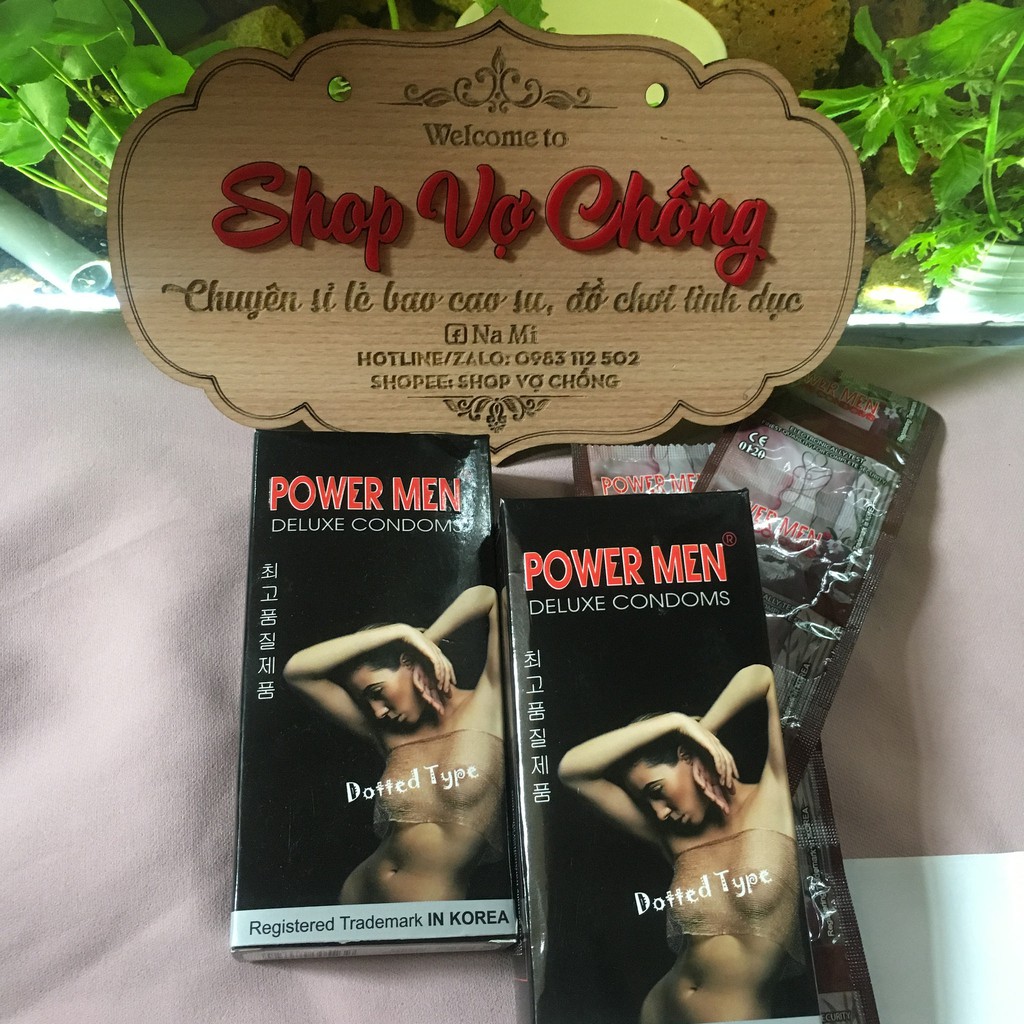 Welcome to
Shop Vợ Chồng
Chuyên sỉ lẻ bao cao su, đồ chơi tình dục
Na Mi
HOTLINE/ZALO: 0983 112 502
SHOPEE: SHOP VỢ CHỒNG
POWER MEN
DELUXE CONDOMS
최고품질제품
Dotted Type
Registered Trademark IN KOREA
POWER MEN®
DELUXE CONDOMS
최고품질제품
Dotted Type
POWER MEN
CE
0120
POWER MEN